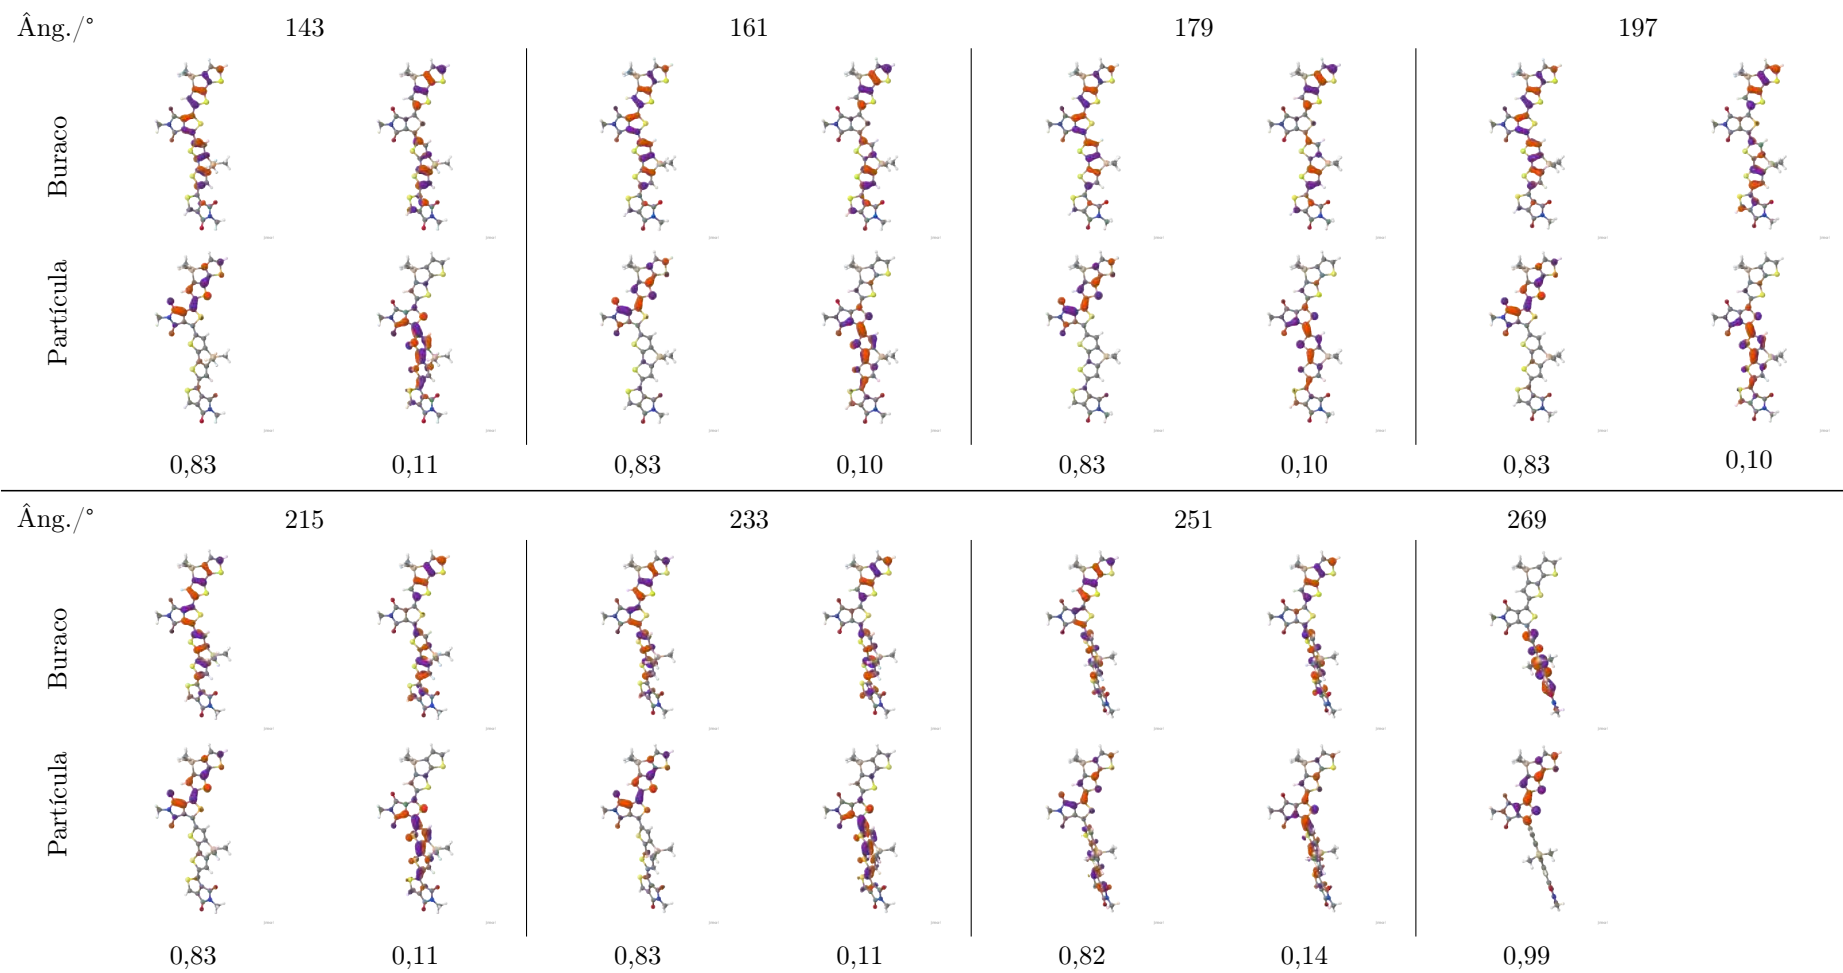 Âng./° 143 161 179 197
Buraco
Partícula
0,83 0,11 0,83 0,10 0,83 0,10 0,83 0,10
Âng./° 215 233 251 269
Buraco
Partícula
0,83 0,11 0,83 0,11 0,82 0,14 0,99